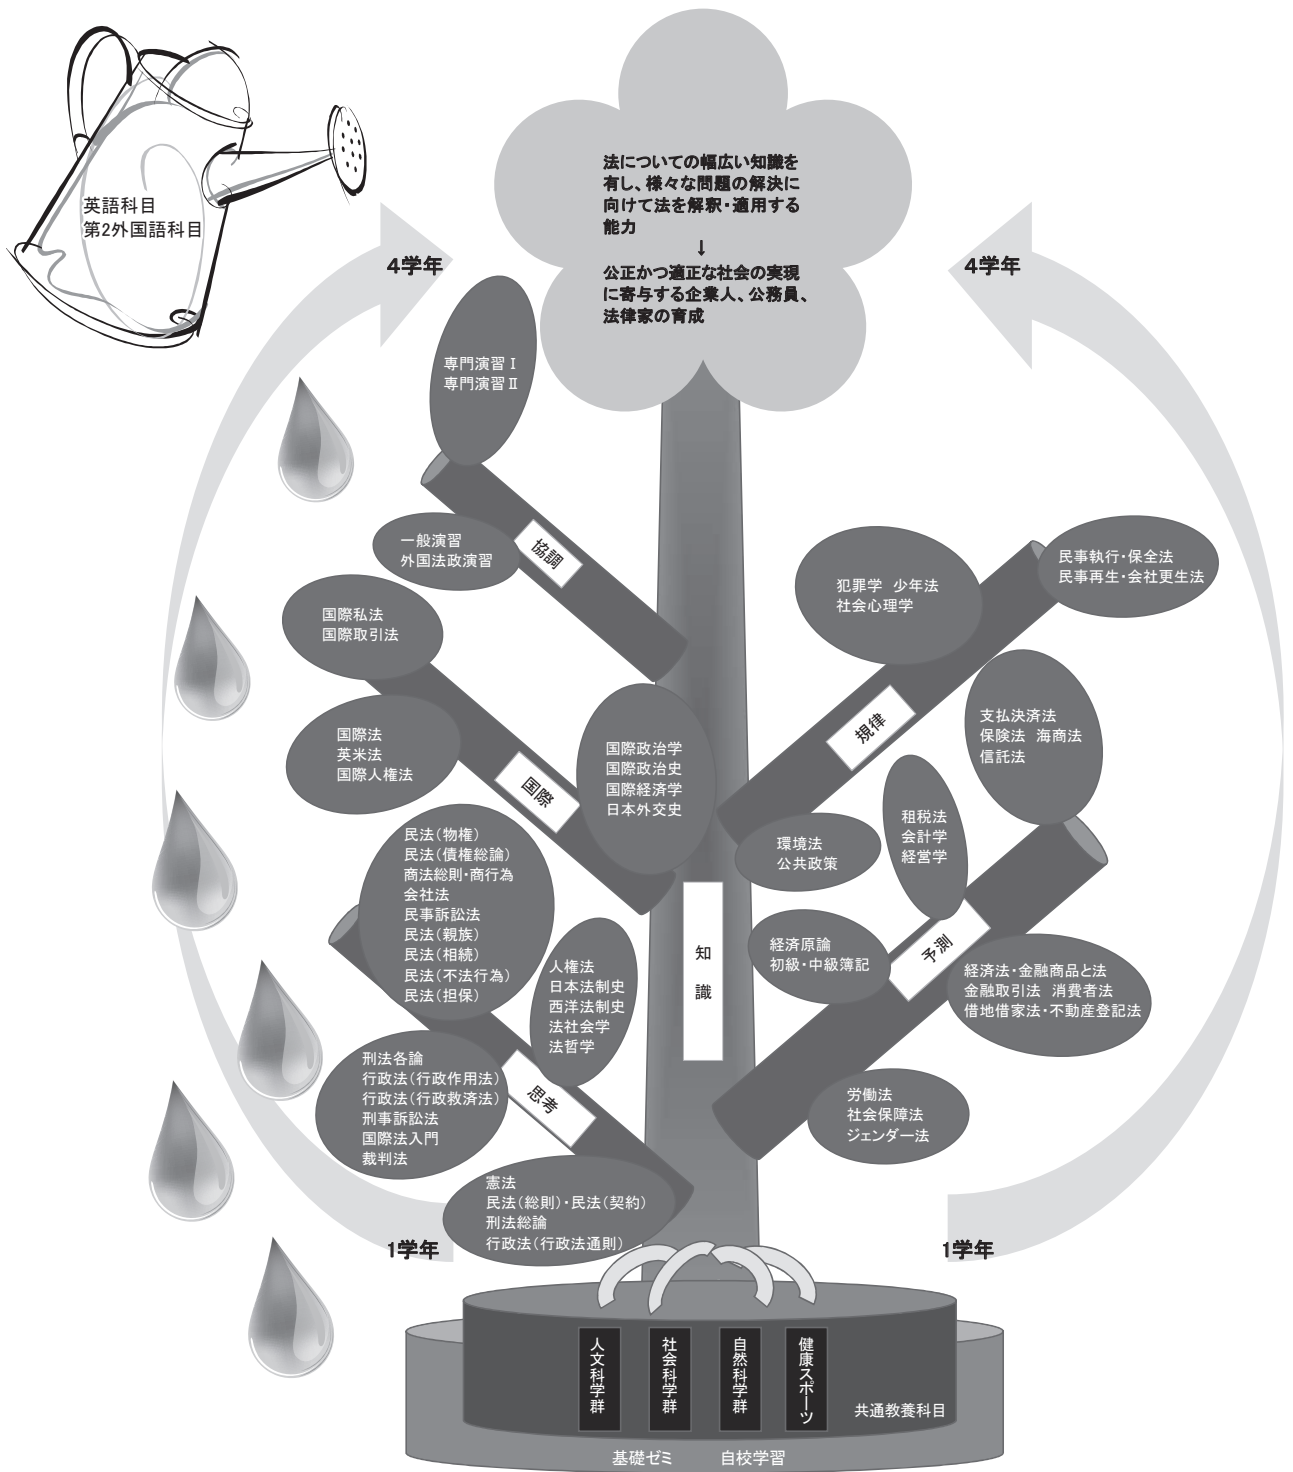 英語科目
第2外国語科目
法についての幅広い知識を
有し、様々な問題の解決に
向けて法を解釈・適用する
能力
↓
公正かつ適正な社会の実現
に寄与する企業人、公務員、
法律家の育成
4学年
4学年
専門演習Ⅰ
専門演習Ⅱ
協調
一般演習
外国法政演習
国際私法
国際取引法
国際法
英米法
国際人権法
国際
国際政治学
国際政治史
国際経済学
日本外交史
犯罪学 少年法
社会心理学
民事執行・保全法
民事再生・会社更生法
規律
環境法
公共政策
支払決済法
保険法 海商法
信託法
租税法
会計学
経営学
経済原論
初級・中級簿記
予測
経済法・金融商品と法
金融取引法 消費者法
借地借家法・不動産登記法
労働法
社会保障法
ジェンダー法
知識
民法（物権）
民法（債権総論）
商法総則・商行為
会社法
民事訴訟法
民法（親族）
民法（相続）
民法（不法行為）
民法（担保）
人権法
日本法制史
西洋法制史
法社会学
法哲学
思考
刑法各論
行政法（行政作用法）
行政法（行政救済法）
刑事訴訟法
国際法入門
裁判法
憲法
民法（総則）・民法（契約）
刑法総論
行政法（行政法通則）
1学年
1学年
人文科学群
社会科学群
自然科学群
健康スポーツ
共通教養科目
基礎ゼミ 自校学習